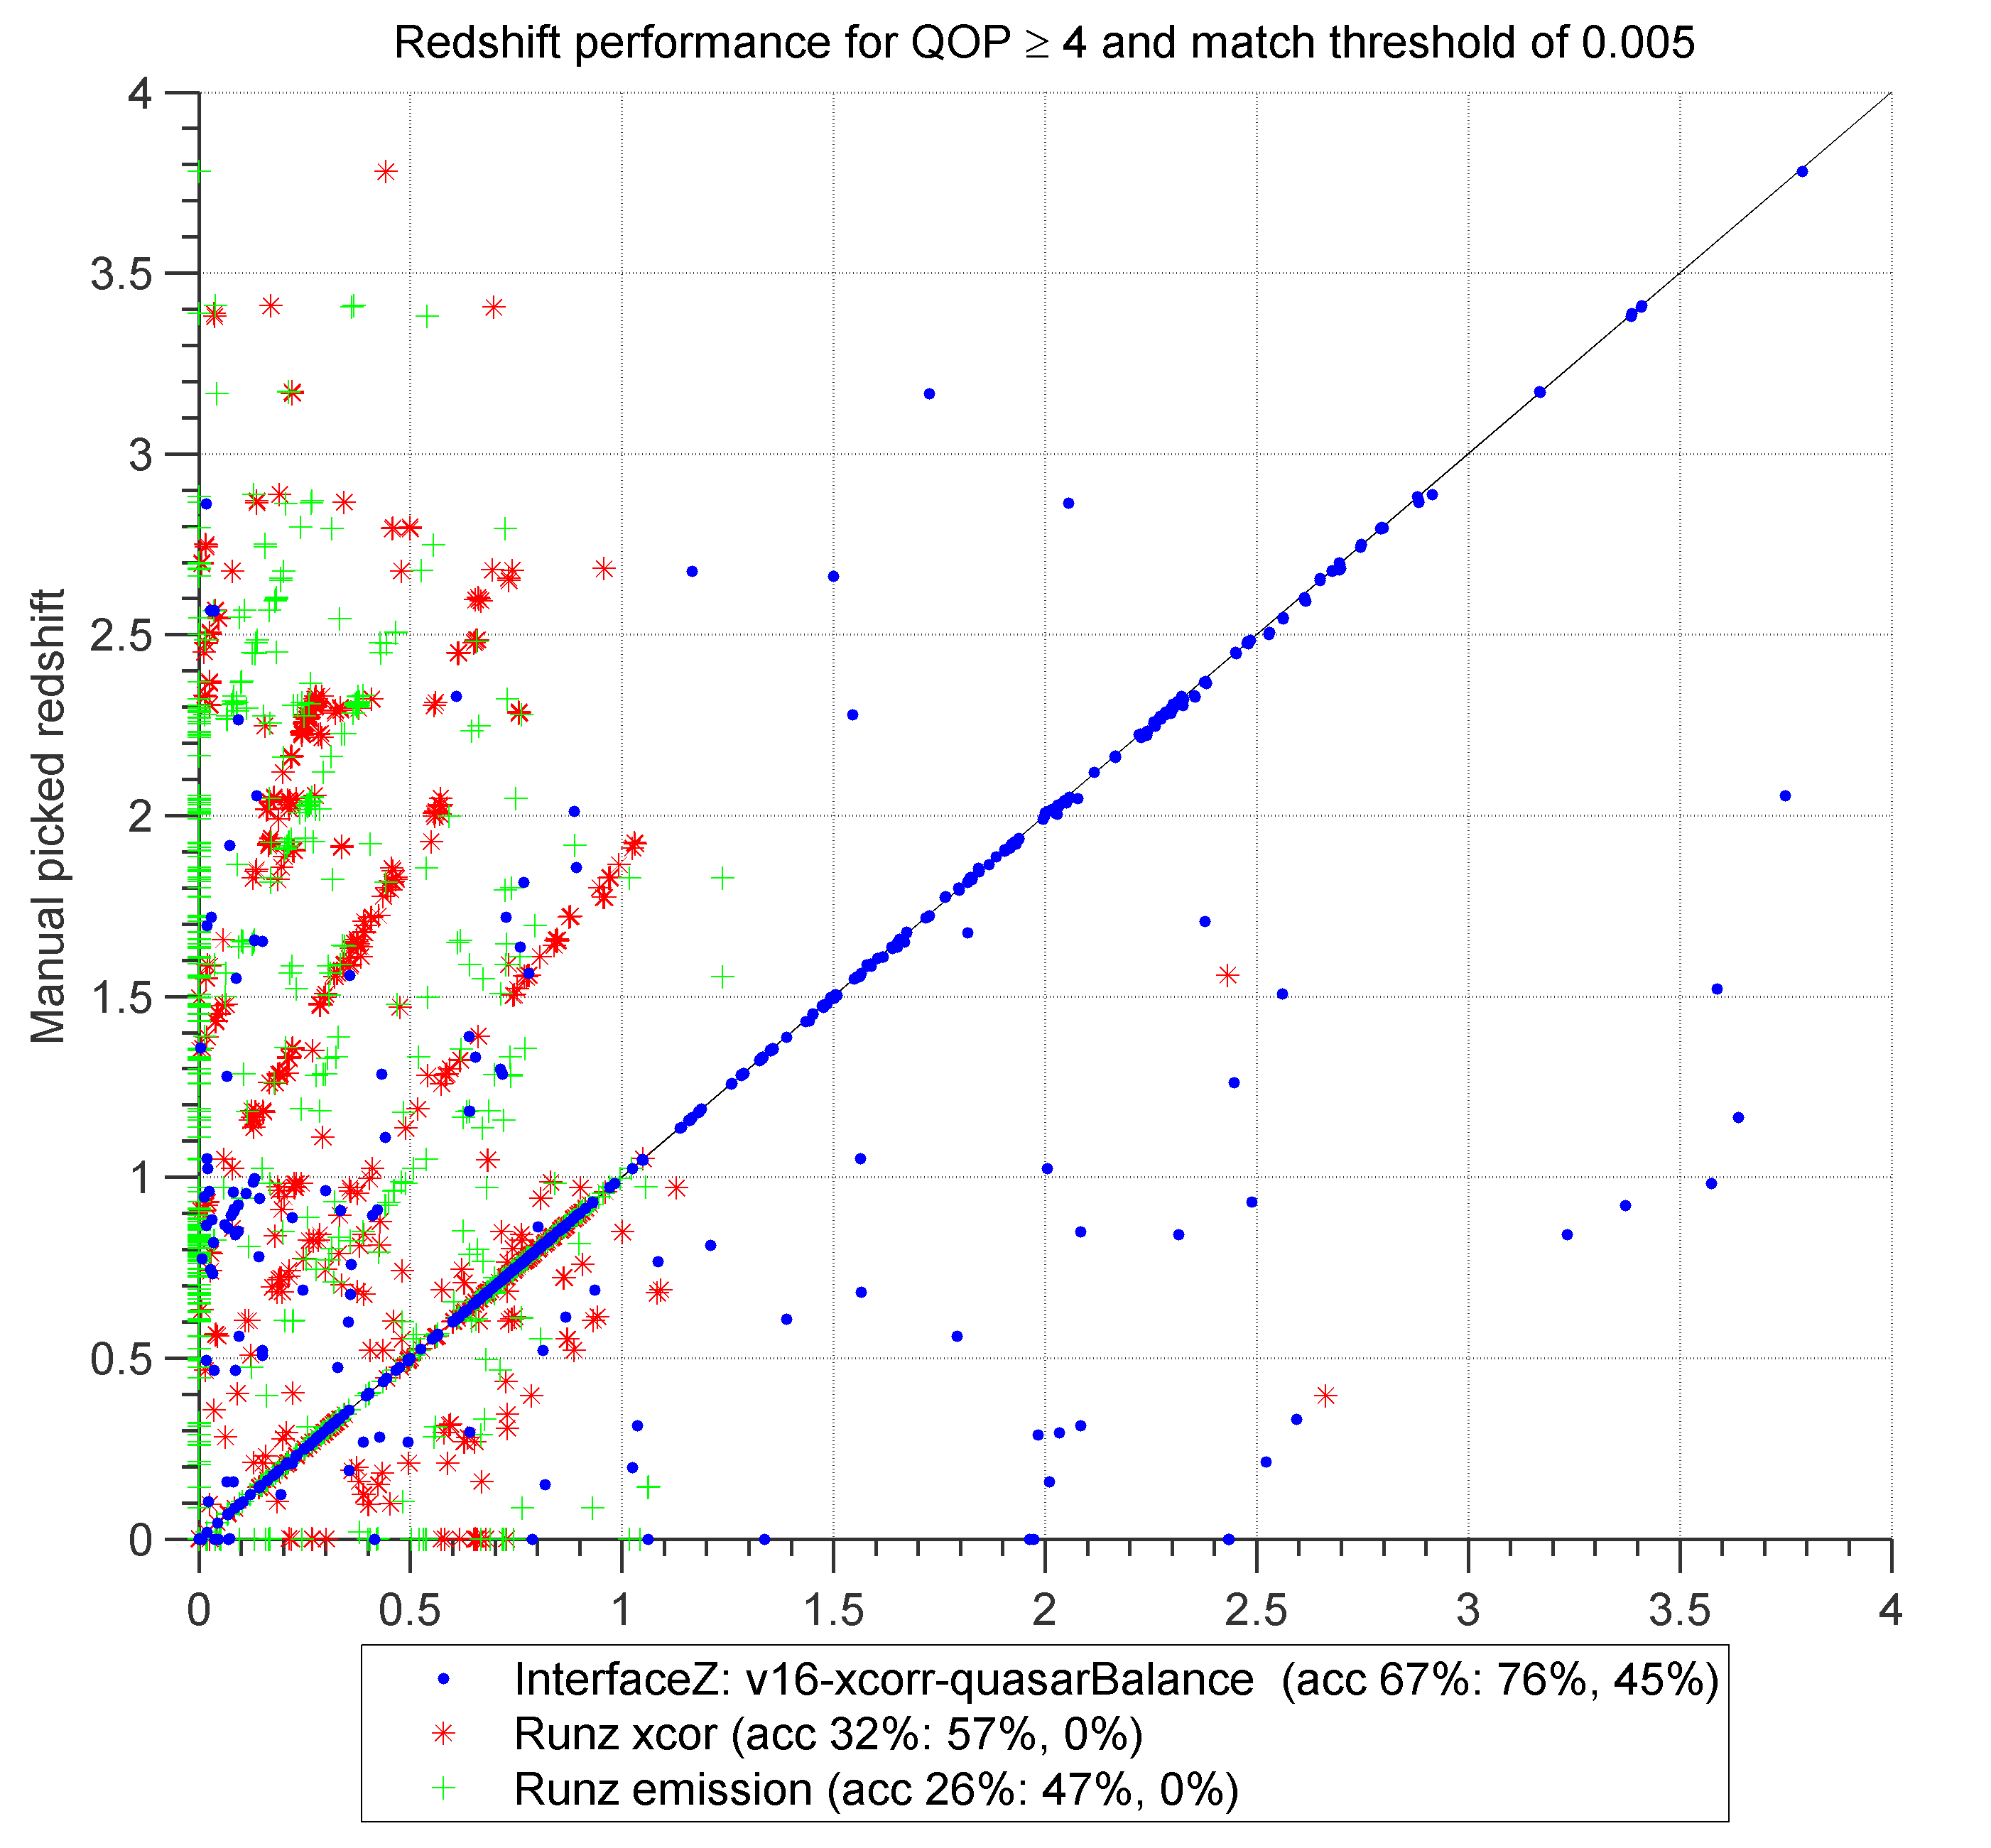 Redshift performance for QOP ≥ 4 and match threshold of 0.005
4
3.5
3
2.5
2
1.5
1
0.5
0
Manual picked redshift
0 0.5 1 1.5 2 2.5 3 3.5 4
InterfaceZ: v16-xcorr-quasarBalance (acc 67%: 76%, 45%)
Runz xcor (acc 32%: 57%, 0%)
Runz emission (acc 26%: 47%, 0%)